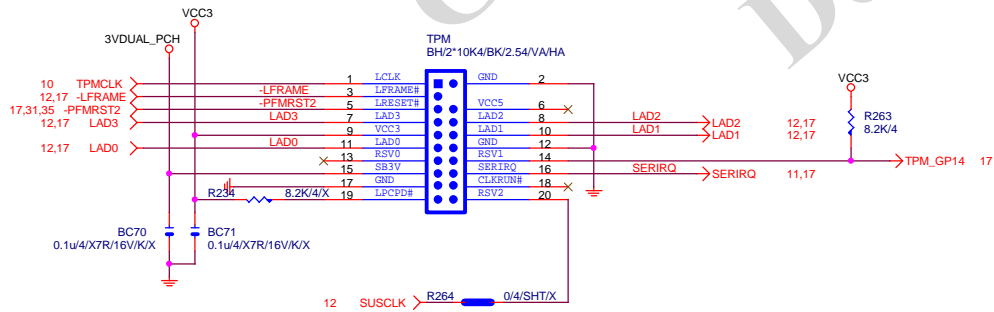 VCC3
3VDUAL_PCH
TPM
BH/2*10K4/BK/2.54/VA/HA
VCC3
10 TPMCLK 1 LCLK GND 2
12,17 -LFRAME -LFRAME 3 LFRAME#
17,31,35 -PFMRST2 -PFMRST2 5 LRESET# VCC5 6
12,17 LAD3 LAD3 7 LAD3 LAD2 8 LAD2 LAD2 12,17
9 VCC3 LAD1 10 LAD1 LAD1 12,17
12,17 LAD0 LAD0 11 LAD0 GND 12
R263
8.2K/4
13 RSV0 RSV1 14 TPM_GP14 17
15 SB3V SERIRQ 16 SERIRQ SERIRQ 11,17
17 GND CLKRUN# 18
R234 8.2K/4/X 19 LPCPD# RSV2 20
BC70
0.1u/4/X7R/16V/K/X
BC71
0.1u/4/X7R/16V/K/X
12 SUSCLK R264 0/4/SHT/X